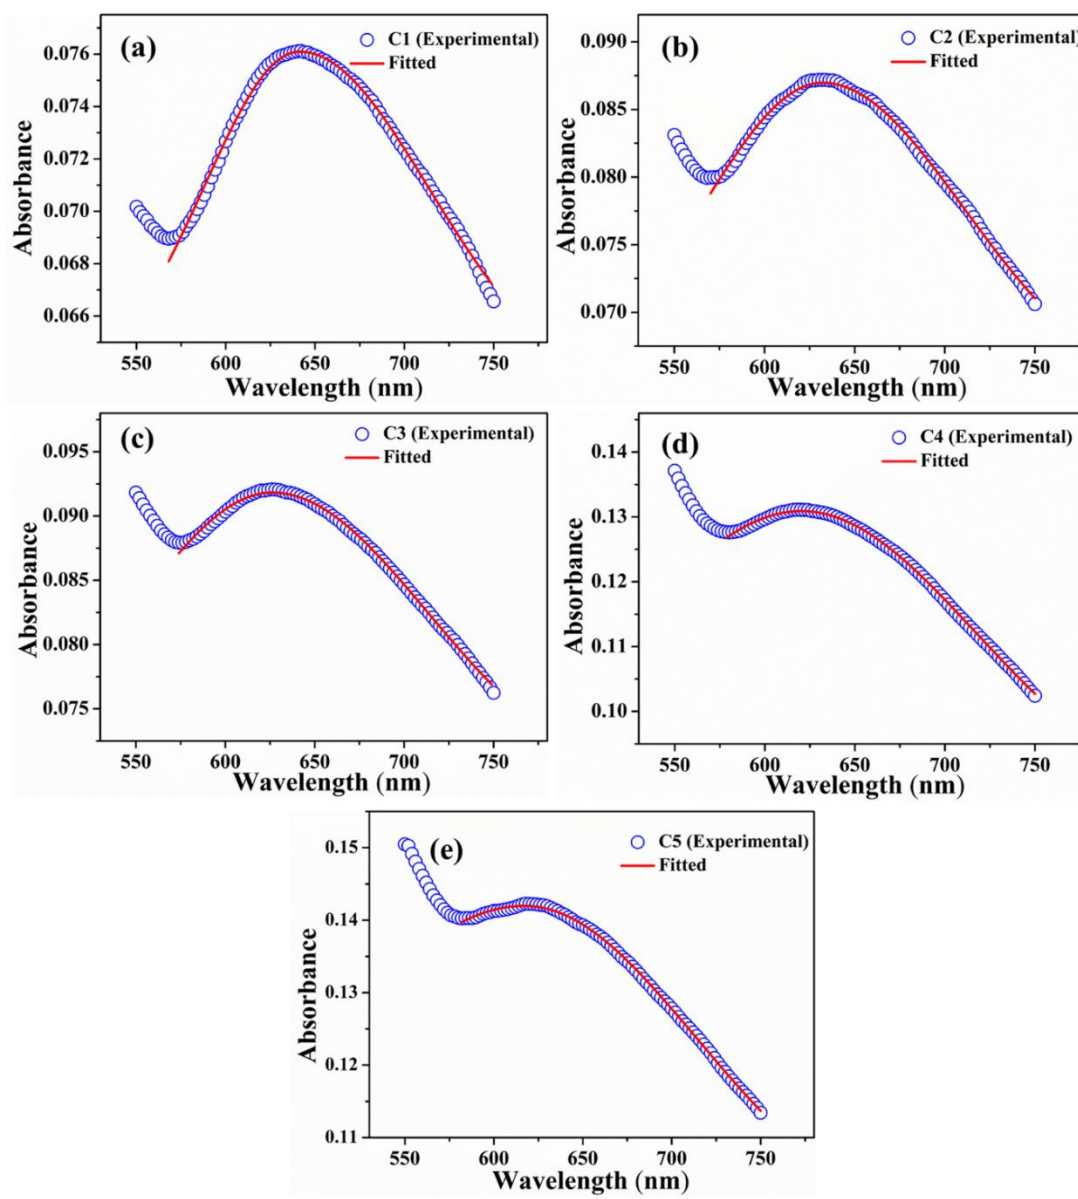 (a)
C1 (Experimental)
Fitted
0.076
0.074
0.072
0.070
0.068
0.066
Absorbance
550 600 650 700 750
Wavelength (nm)
(b)
C2 (Experimental)
Fitted
0.090
0.085
0.080
0.075
0.070
Absorbance
550 600 650 700 750
Wavelength (nm)
(c)
C3 (Experimental)
Fitted
0.095
0.090
0.085
0.080
0.075
Absorbance
550 600 650 700 750
Wavelength (nm)
(d)
C4 (Experimental)
Fitted
0.14
0.13
0.12
0.11
0.10
Absorbance
550 600 650 700 750
Wavelength (nm)
(e)
C5 (Experimental)
Fitted
0.15
0.14
0.13
0.12
0.11
Absorbance
550 600 650 700 750
Wavelength (nm)